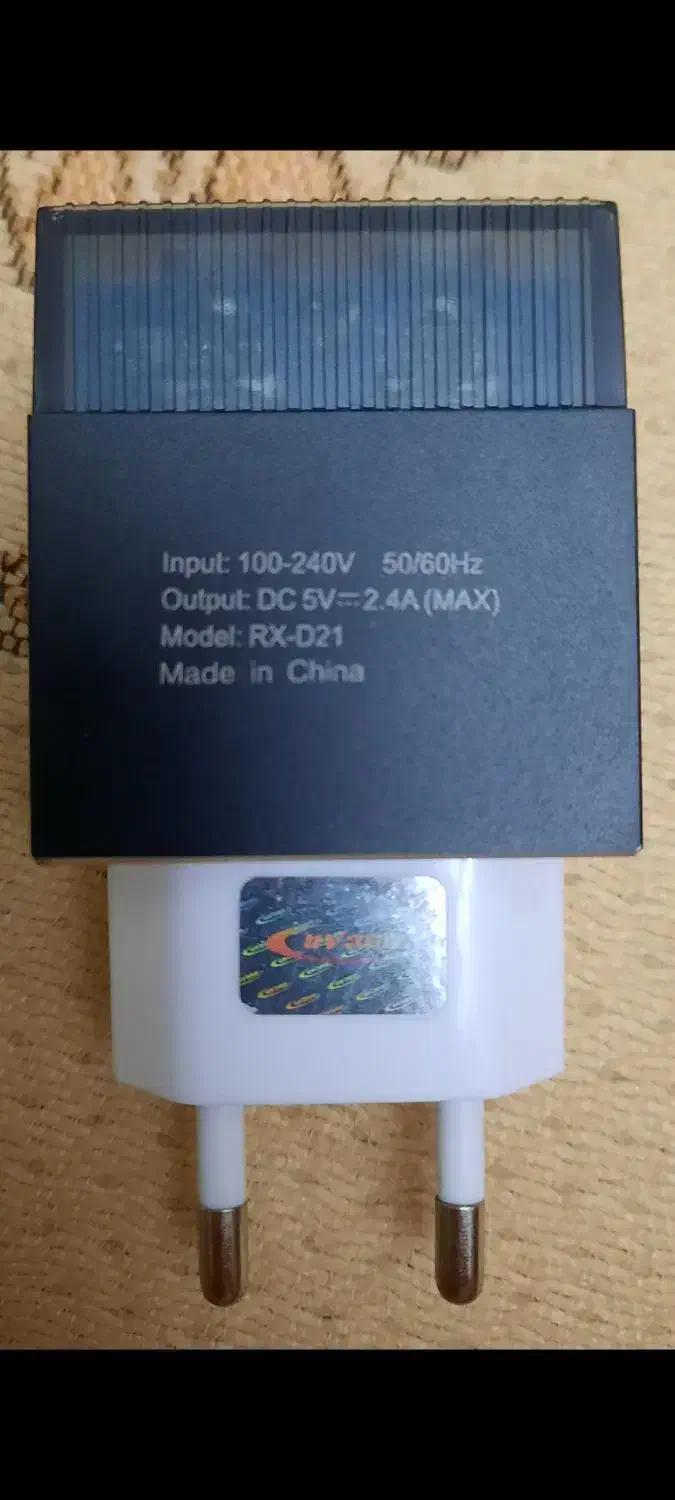 Input: 100-240V 50/60Hz
Output: DC 5V⎓2.4A (MAX)
Model: RX-D21
Made in China